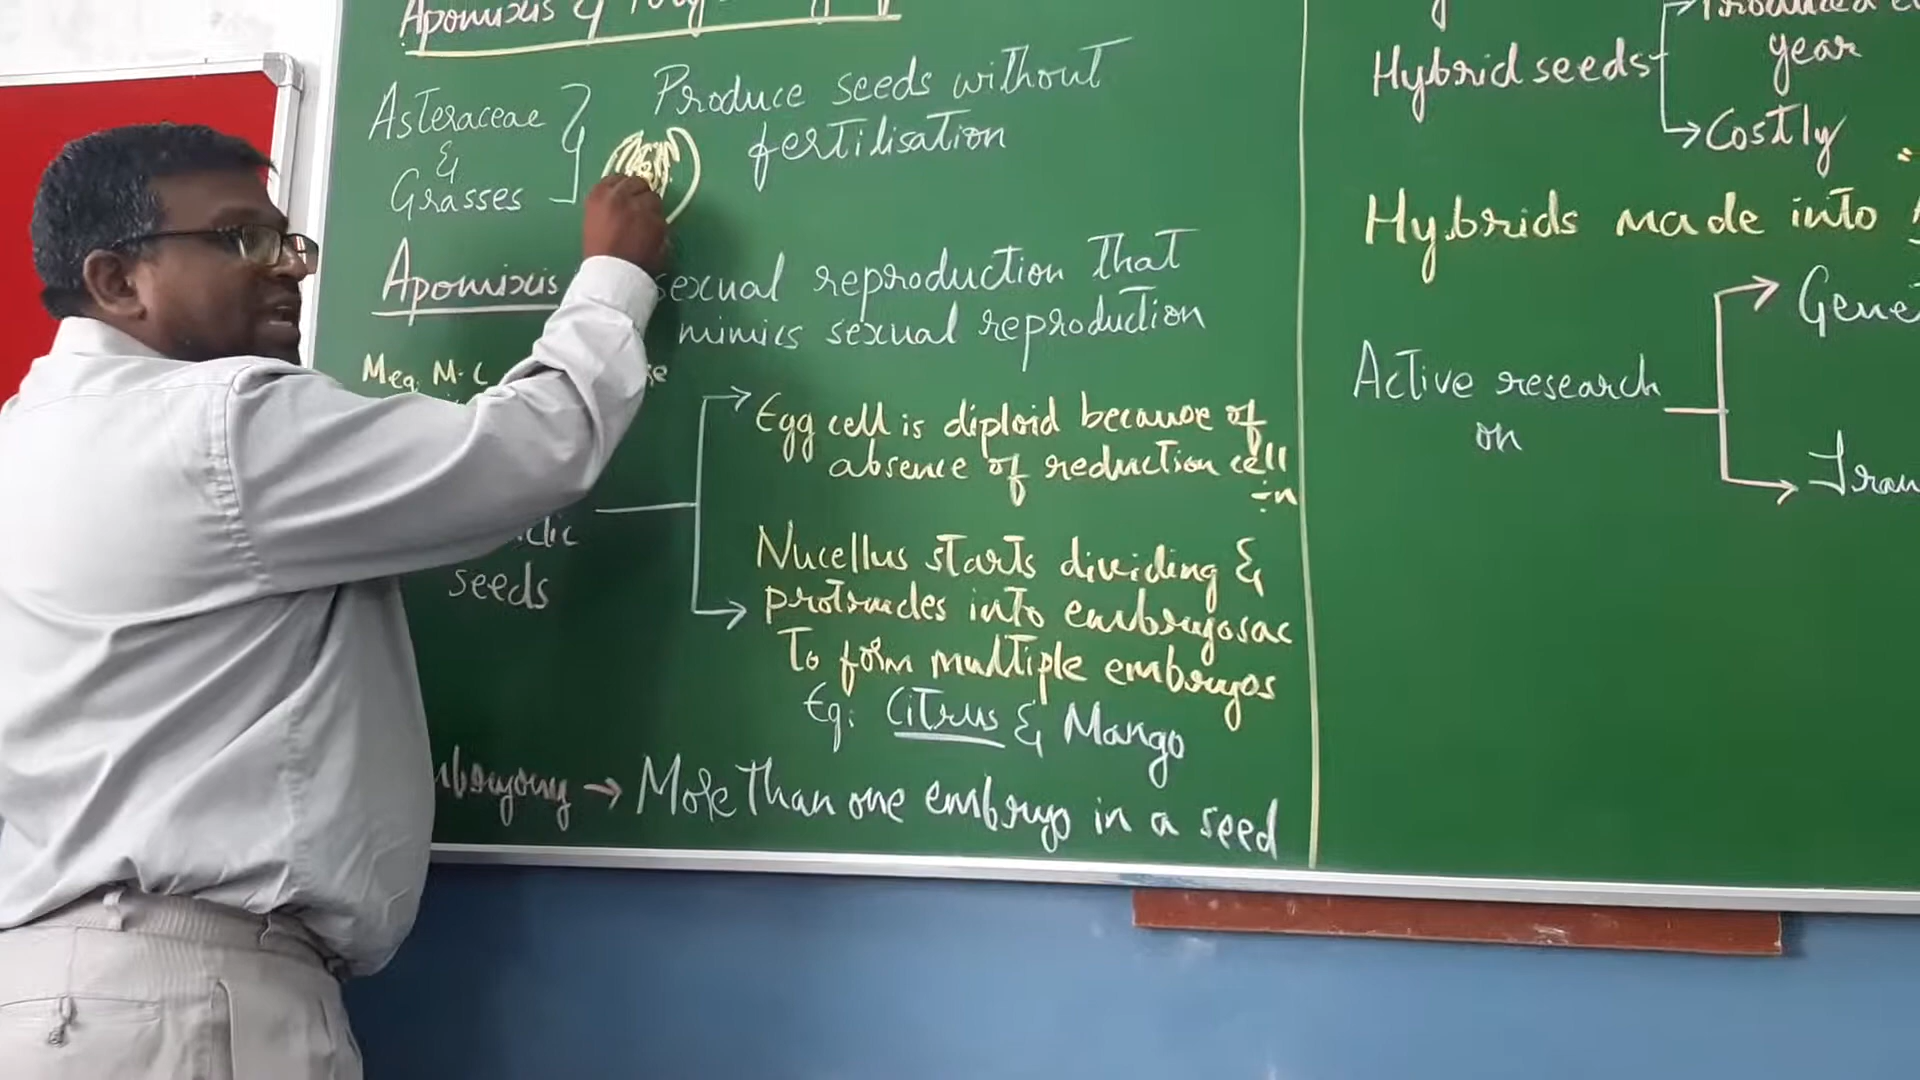 Apomixis &
Asteraceae
&
Grasses
Produce seeds without
fertilisation
Apomixis
sexual reproduction that
mimics sexual reproduction
Meg. M. C
Egg cell is diploid because of
absence of reduction cell
÷n
seeds
Nucellus starts dividing &
protrudes into embryosac
To form multiple embryos
Eg: Citrus & Mango
→ More Than one embryo in a seed
Hybrid seeds
year
Costly
Hybrids made into
Active research
on